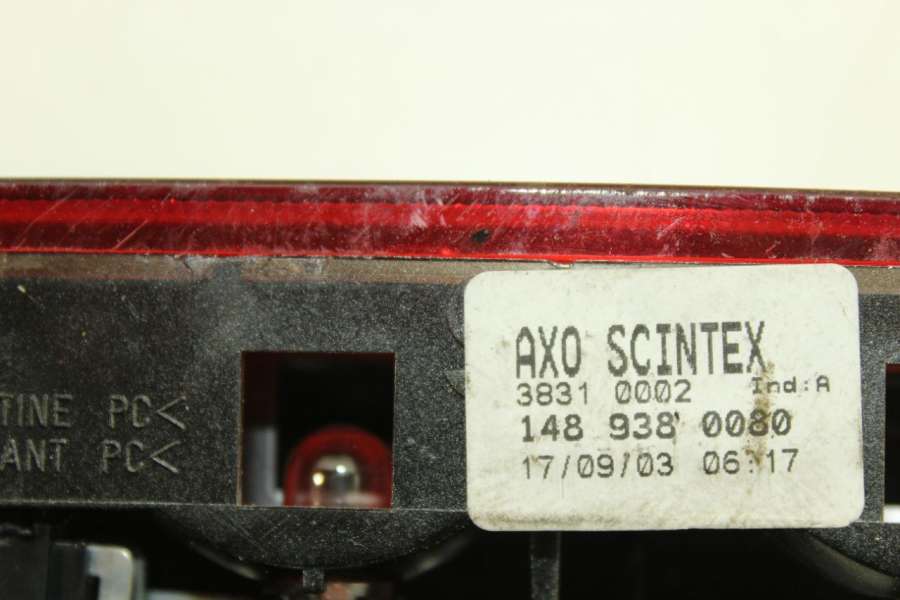 TINE PC<
ANT PC<
AXO SCINTEX
3831 0002 Ind:A
148 938 0080
17/09/03 06:17